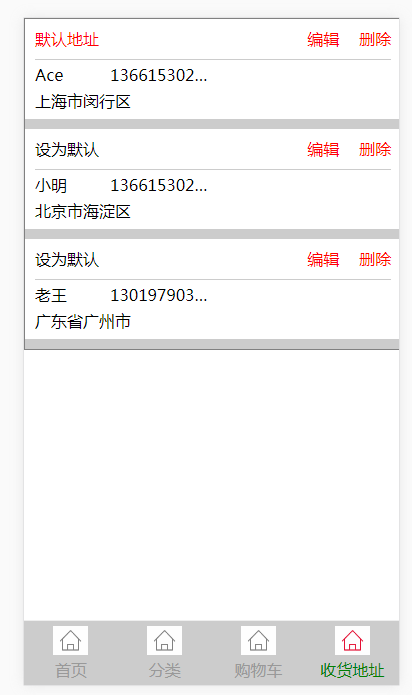 默认地址 编辑 删除
Ace 136615302...
上海市闵行区
设为默认 编辑 删除
小明 136615302...
北京市海淀区
设为默认 编辑 删除
老王 130197903...
广东省广州市
首页 分类 购物车 收货地址